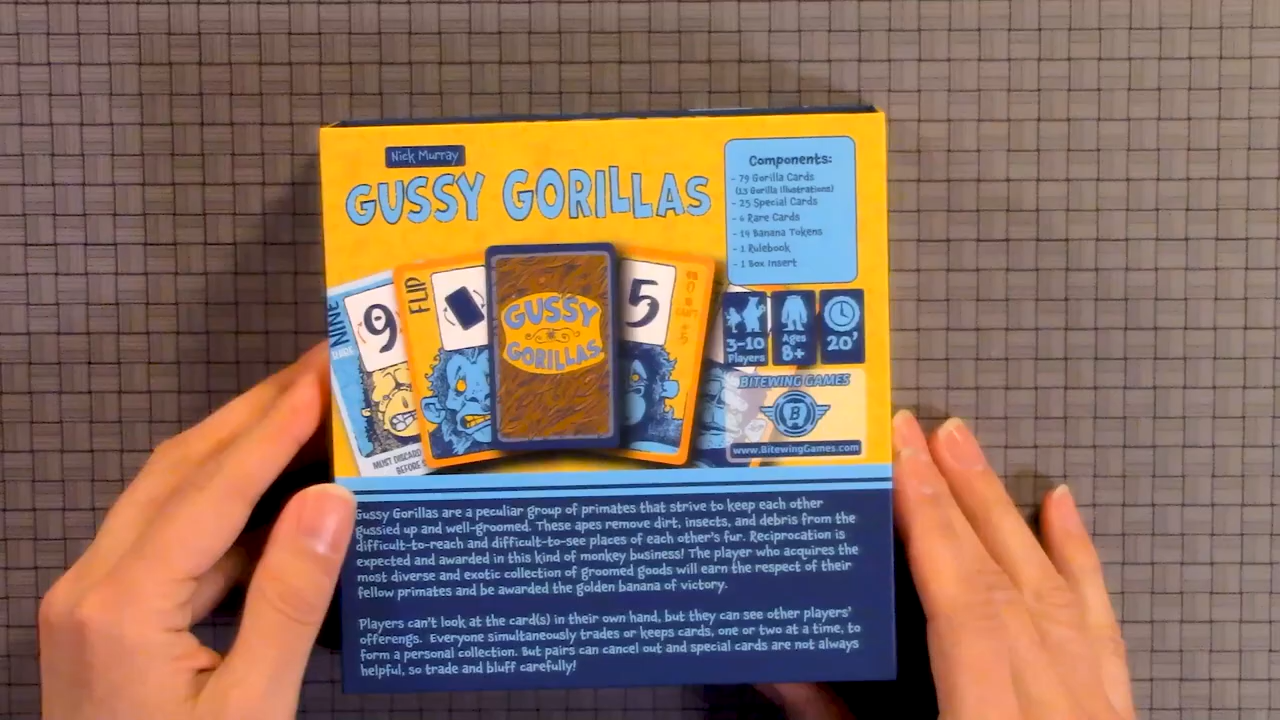 Nick Murray
GUSSY GORILLAS
Components:
- 79 Gorilla Cards
(13 Gorilla Illustrations)
- 25 Special Cards
- 6 Rare Cards
- 14 Banana Tokens
- 1 Rulebook
- 1 Box Insert
NINE
9
MUST DISCARD
BEFORE
FLIP
GUSSY
GORILLAS
5
3-10
Players
Ages
8+
20'
BITEWING GAMES
B
www.BitewingGames.com
Gussy Gorillas are a peculiar group of primates that strive to keep each other
gussied up and well-groomed. These apes remove dirt, insects, and debris from the
difficult-to-reach and difficult-to-see places of each other's fur. Reciprocation is
expected and awarded in this kind of monkey business! The player who acquires the
most diverse and exotic collection of groomed goods will earn the respect of their
fellow primates and be awarded the golden banana of victory.
Players can't look at the card(s) in their own hand, but they can see other players'
offerengs. Everyone simultaneously trades or keeps cards, one or two at a time, to
form a personal collection. But pairs can cancel out and special cards are not always
helpful, so trade and bluff carefully!